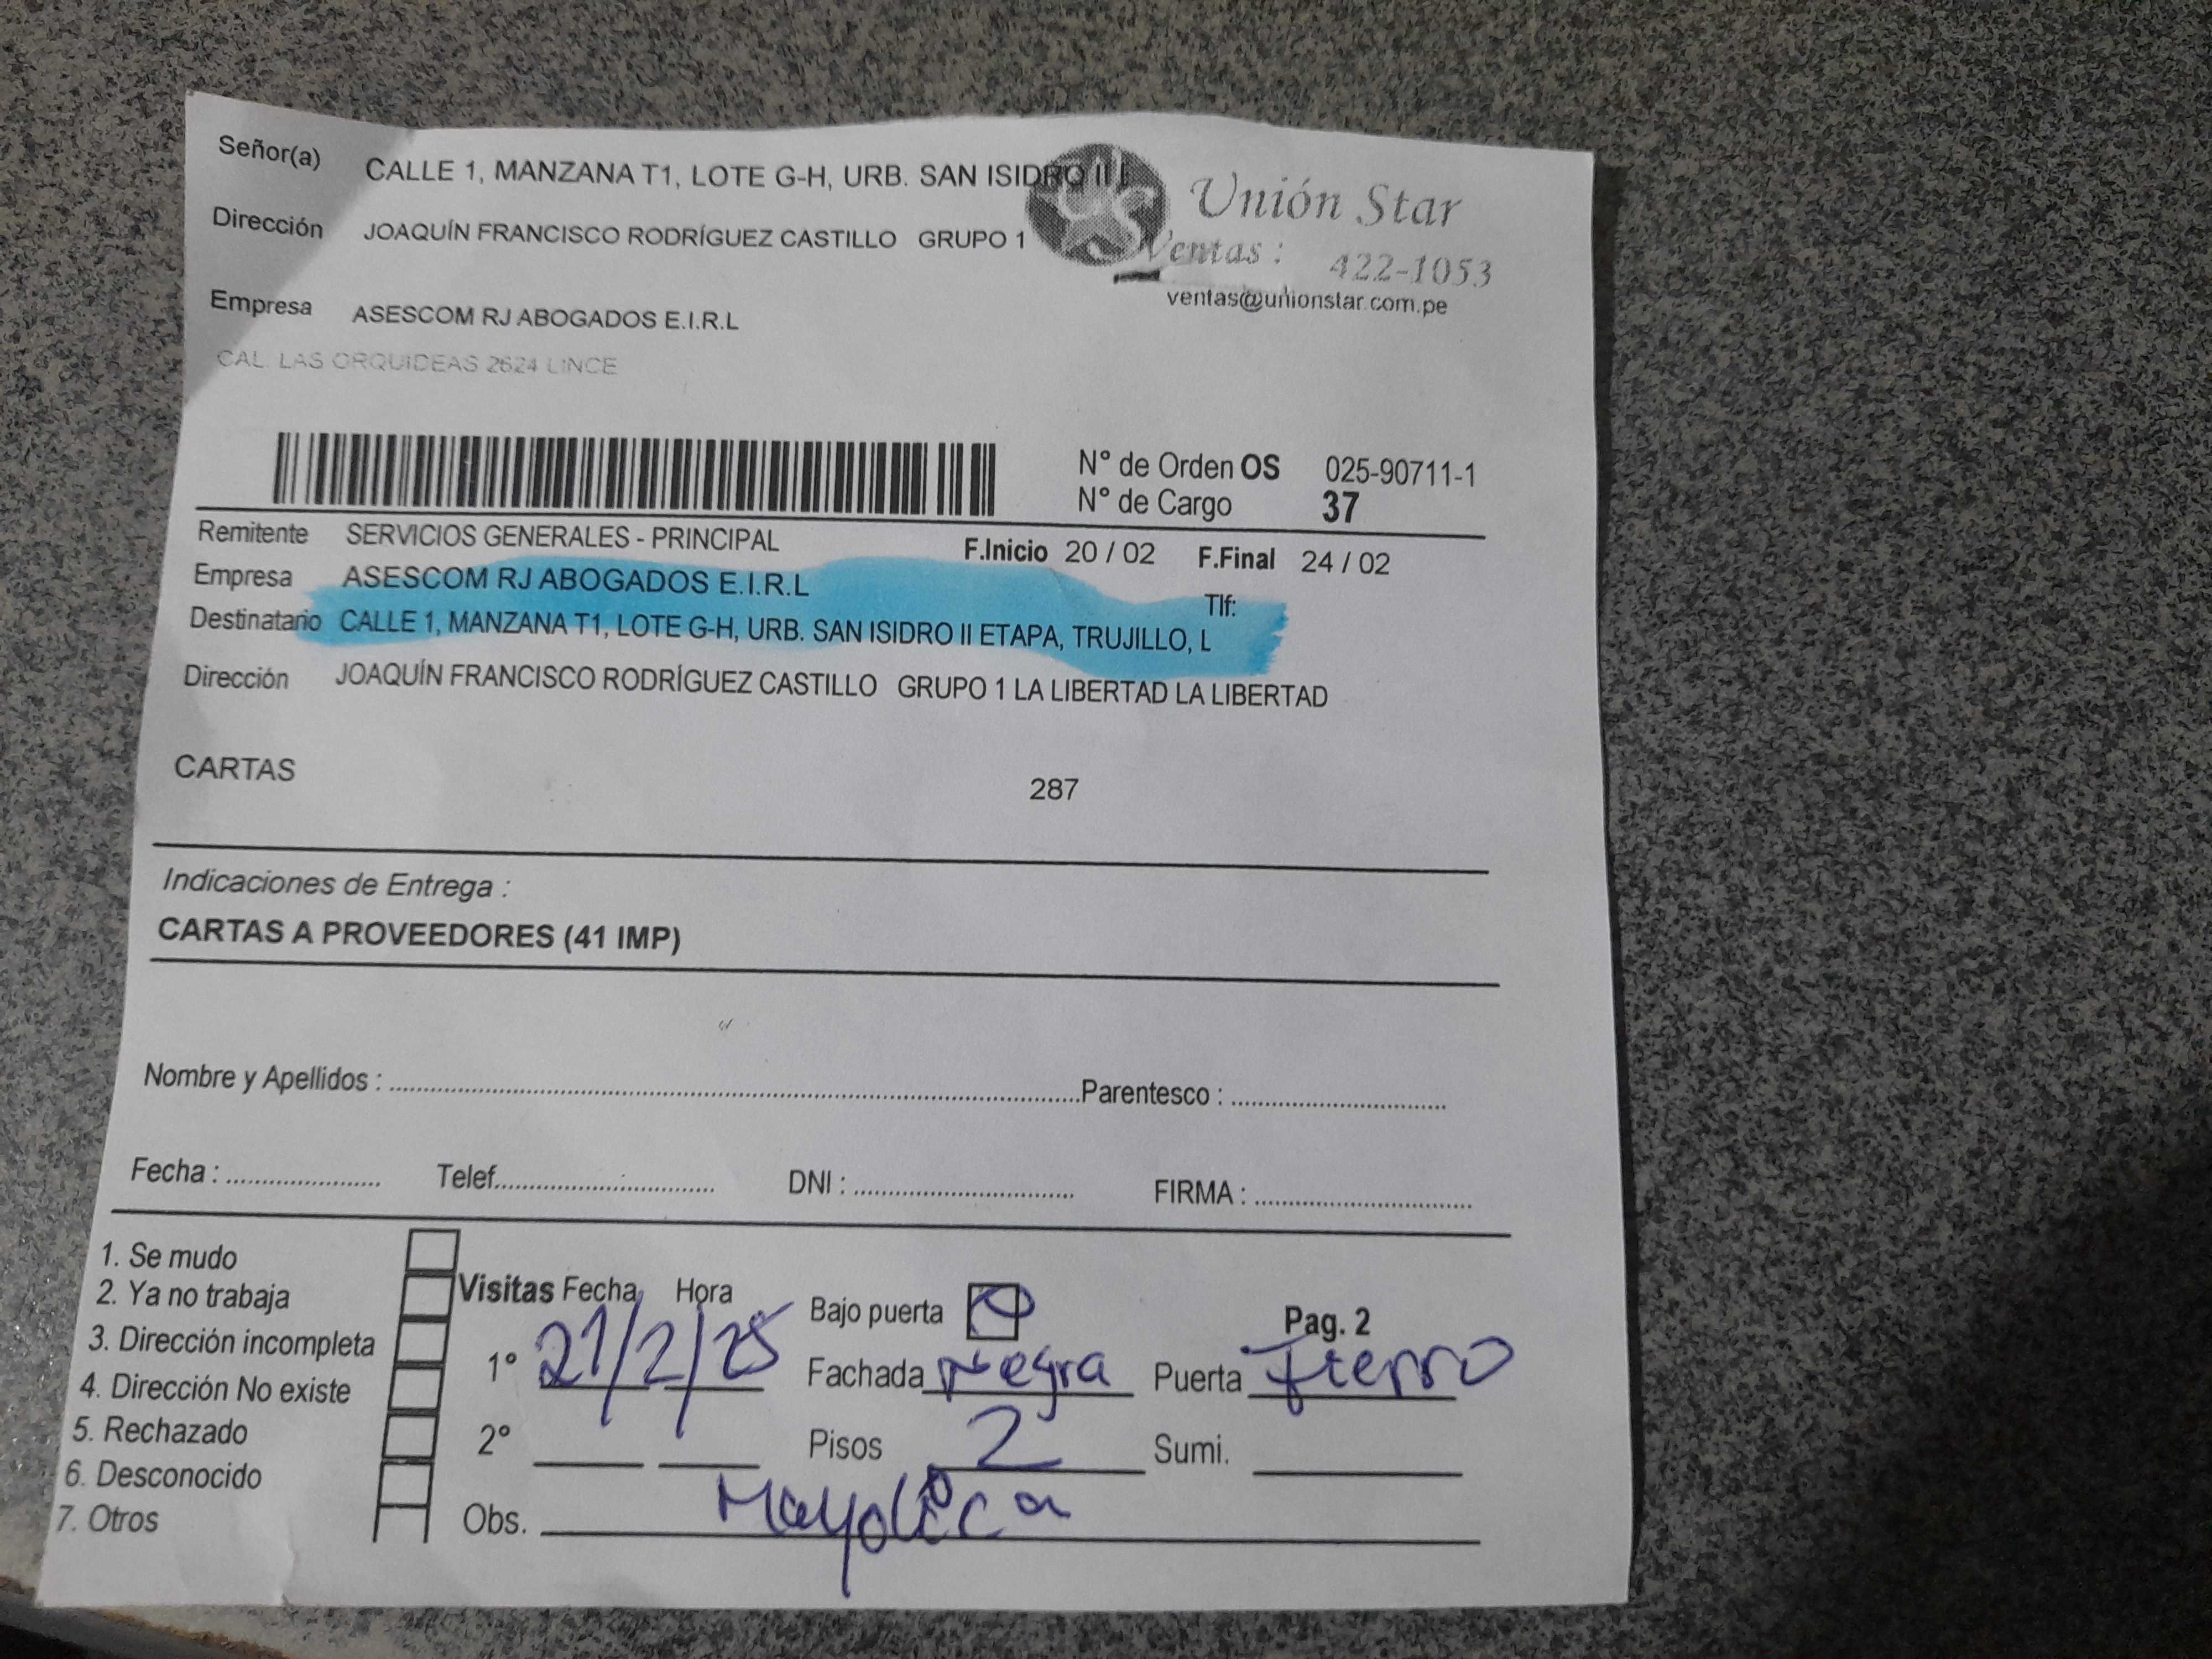 Señor(a) CALLE 1, MANZANA T1, LOTE G-H, URB. SAN ISIDRO II
Unión Star
Dirección JOAQUÍN FRANCISCO RODRÍGUEZ CASTILLO GRUPO 1
Ventas : 422-1053
ventas@unionstar.com.pe
Empresa ASESCOM RJ ABOGADOS E.I.R.L
CAL. LAS ORQUIDEAS 2624 LINCE
N° de Orden OS 025-90711-1
N° de Cargo 37
Remitente SERVICIOS GENERALES - PRINCIPAL F.Inicio 20 / 02 F.Final 24 / 02
Empresa ASESCOM RJ ABOGADOS E.I.R.L Tlf:
Destinatario CALLE 1, MANZANA T1, LOTE G-H, URB. SAN ISIDRO II ETAPA, TRUJILLO, L
Dirección JOAQUÍN FRANCISCO RODRÍGUEZ CASTILLO GRUPO 1 LA LIBERTAD LA LIBERTAD
CARTAS 287
Indicaciones de Entrega :
CARTAS A PROVEEDORES (41 IMP)
Nombre y Apellidos : Parentesco :
Fecha : Telef. DNI : FIRMA :
1. Se mudo
2. Ya no trabaja
3. Dirección incompleta
4. Dirección No existe
5. Rechazado
6. Desconocido
7. Otros
Visitas Fecha Hora Bajo puerta Pag. 2
1° 21/2/25 Fachada Negra Puerta Fierro
2° Pisos 2 Sumi.
Obs. Mayolica